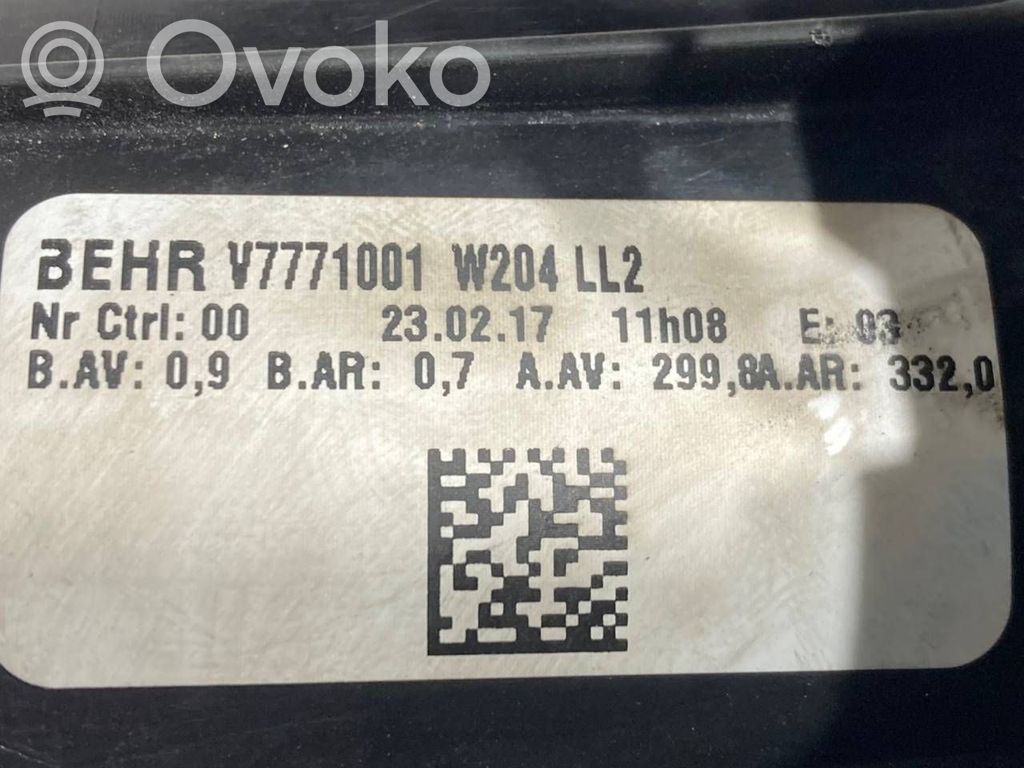 Ovoko
BEHR V7771001 W204 LL2
Nr Ctrl: 00 23.02.17 11h08 E: 03
B.AV: 0,9 B.AR: 0,7 A.AV: 299,8A.AR: 332,0